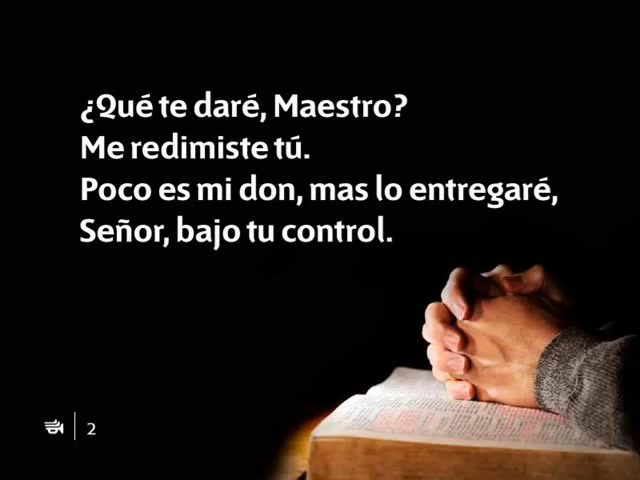 ¿Qué te daré, Maestro?
Me redimiste tú.
Poco es mi don, mas lo entregaré,
Señor, bajo tu control.
2